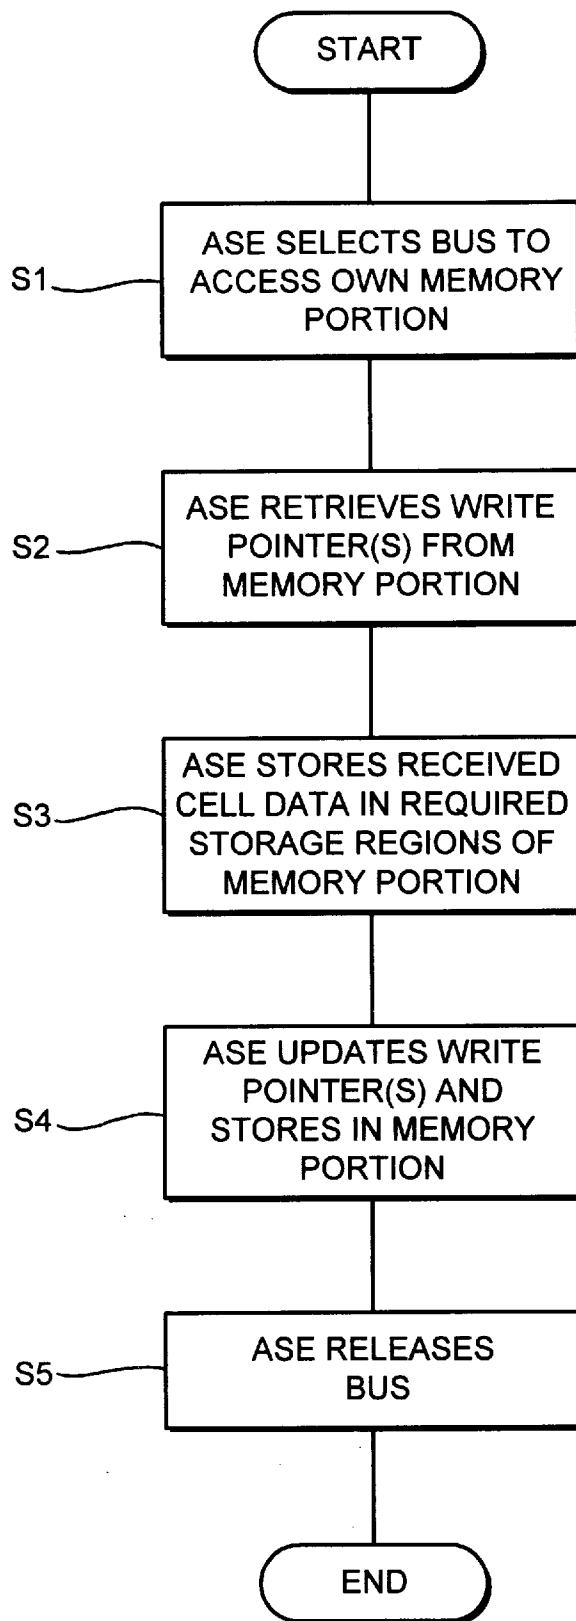 START
S1
ASE SELECTS BUS TO
ACCESS OWN MEMORY
PORTION
S2
ASE RETRIEVES WRITE
POINTER(S) FROM
MEMORY PORTION
S3
ASE STORES RECEIVED
CELL DATA IN REQUIRED
STORAGE REGIONS OF
MEMORY PORTION
S4
ASE UPDATES WRITE
POINTER(S) AND
STORES IN MEMORY
PORTION
S5
ASE RELEASES
BUS
END